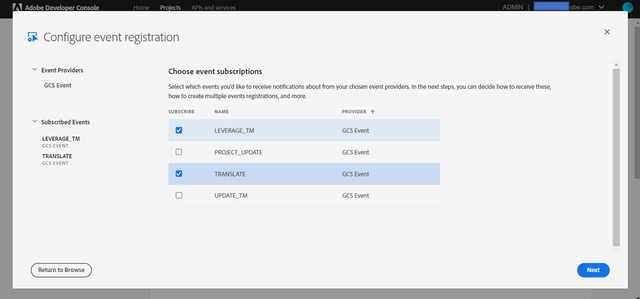 Adobe Developer Console
Home
Projects
APIs and services
ADMIN
obe.com
Configure event registration
Event Providers
GCS Event
Subscribed Events
LEVERAGE_TM
GCS EVENT
TRANSLATE
GCS EVENT
Choose event subscriptions
Select which events you'd like to receive notifications about from your chosen event providers. In the next steps, you can decide how to receive these,
how to create multiple events registrations, and more.
SUBSCRIBE NAME PROVIDER
LEVERAGE_TM GCS Event
PROJECT_UPDATE GCS Event
TRANSLATE GCS Event
UPDATE_TM GCS Event
Return to Browse
Next